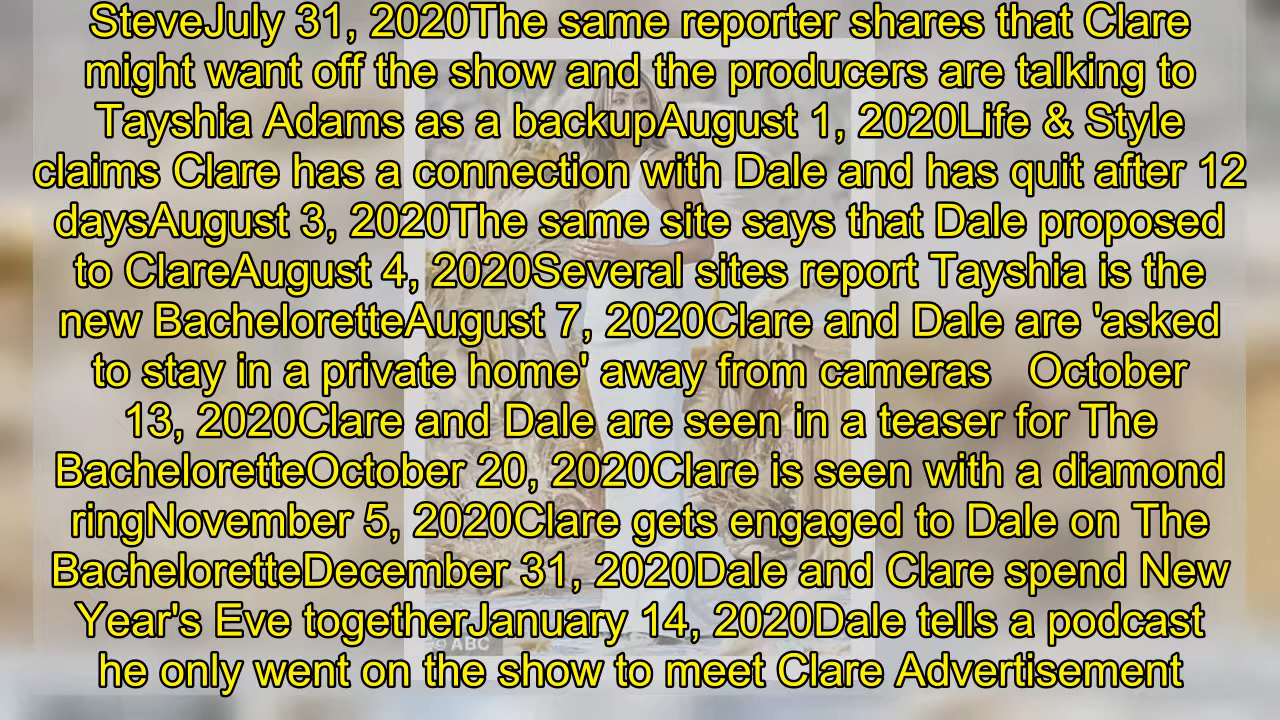 SteveJuly 31, 2020The same reporter shares that Clare
might want off the show and the producers are talking to
Tayshia Adams as a backupAugust 1, 2020Life & Style
claims Clare has a connection with Dale and has quit after 12
daysAugust 3, 2020The same site says that Dale proposed
to ClareAugust 4, 2020Several sites report Tayshia is the
new BacheloretteAugust 7, 2020Clare and Dale are 'asked
to stay in a private home' away from cameras   October
13, 2020Clare and Dale are seen in a teaser for The
BacheloretteOctober 20, 2020Clare is seen with a diamond
ringNovember 5, 2020Clare gets engaged to Dale on The
BacheloretteDecember 31, 2020Dale and Clare spend New
Year's Eve togetherJanuary 14, 2020Dale tells a podcast
© ABC
he only went on the show to meet Clare Advertisement